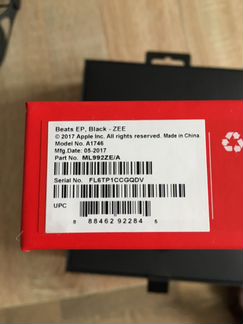 Beats EP, Black - ZEE
© 2017 Apple Inc. All rights reserved. Made in China
Model No. A1746
Mfg.Date: 05-2017
Part No. ML992ZE/A
Serial No. FL6TP1CCGQDV
UPC
8 88462 92284 5